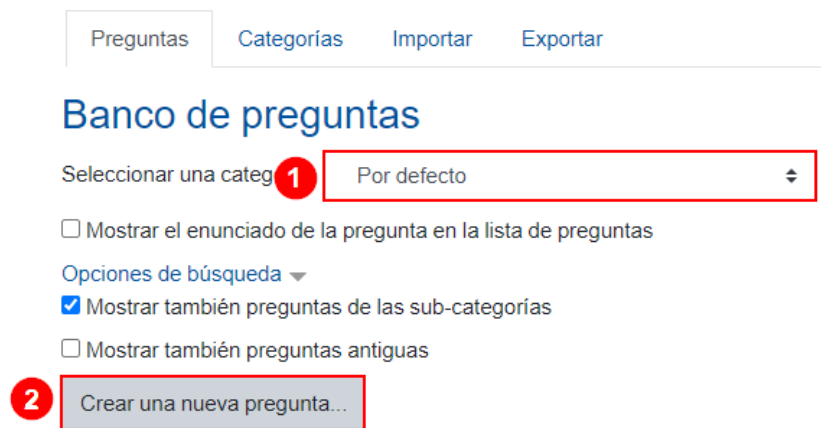 Preguntas Categorías Importar Exportar
Banco de preguntas
Seleccionar una categ 1 Por defecto
Mostrar el enunciado de la pregunta en la lista de preguntas
Opciones de búsqueda
Mostrar también preguntas de las sub-categorías
Mostrar también preguntas antiguas
2 Crear una nueva pregunta...